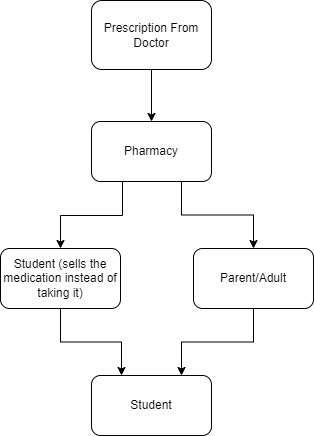 Prescription From
Doctor
Pharmacy
Student (sells the
medication instead of
taking it)
Parent/Adult
Student